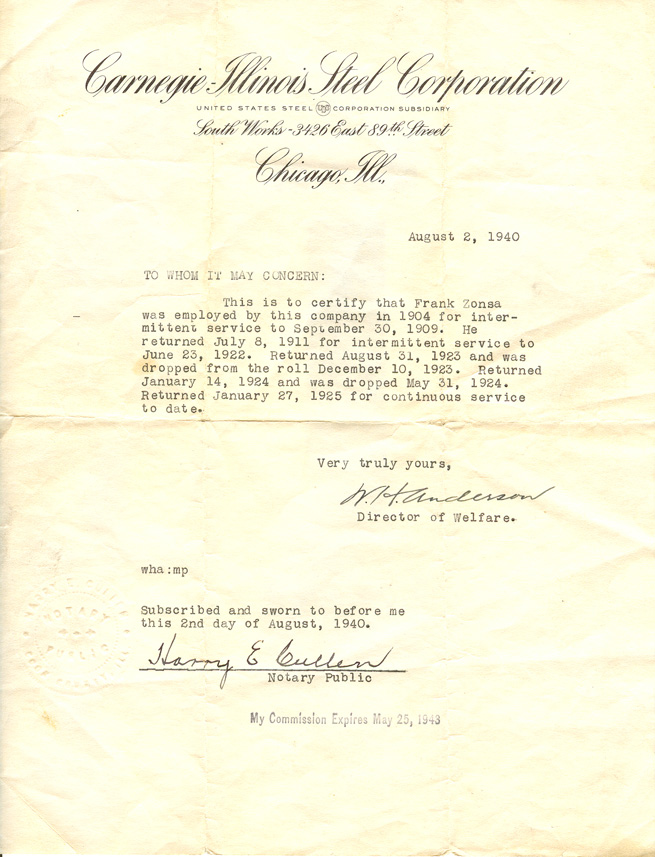 Carnegie-Illinois Steel Corporation
UNITED STATES STEEL USS CORPORATION SUBSIDIARY
South Works - 3426 East 89th Street
Chicago, Ill.,
August 2, 1940
TO WHOM IT MAY CONCERN:
This is to certify that Frank Zonsa
was employed by this company in 1904 for inter-
mittent service to September 30, 1909. He
returned July 8, 1911 for intermittent service to
June 23, 1922. Returned August 31, 1923 and was
dropped from the roll December 10, 1923. Returned
January 14, 1924 and was dropped May 31, 1924.
Returned January 27, 1925 for continuous service
to date.
Very truly yours,
W. H. Anderson
Director of Welfare.
wha:mp
Subscribed and sworn to before me
this 2nd day of August, 1940.
Harry E Cullen
Notary Public
My Commission Expires May 25, 1943
NOTARY
PUBLIC